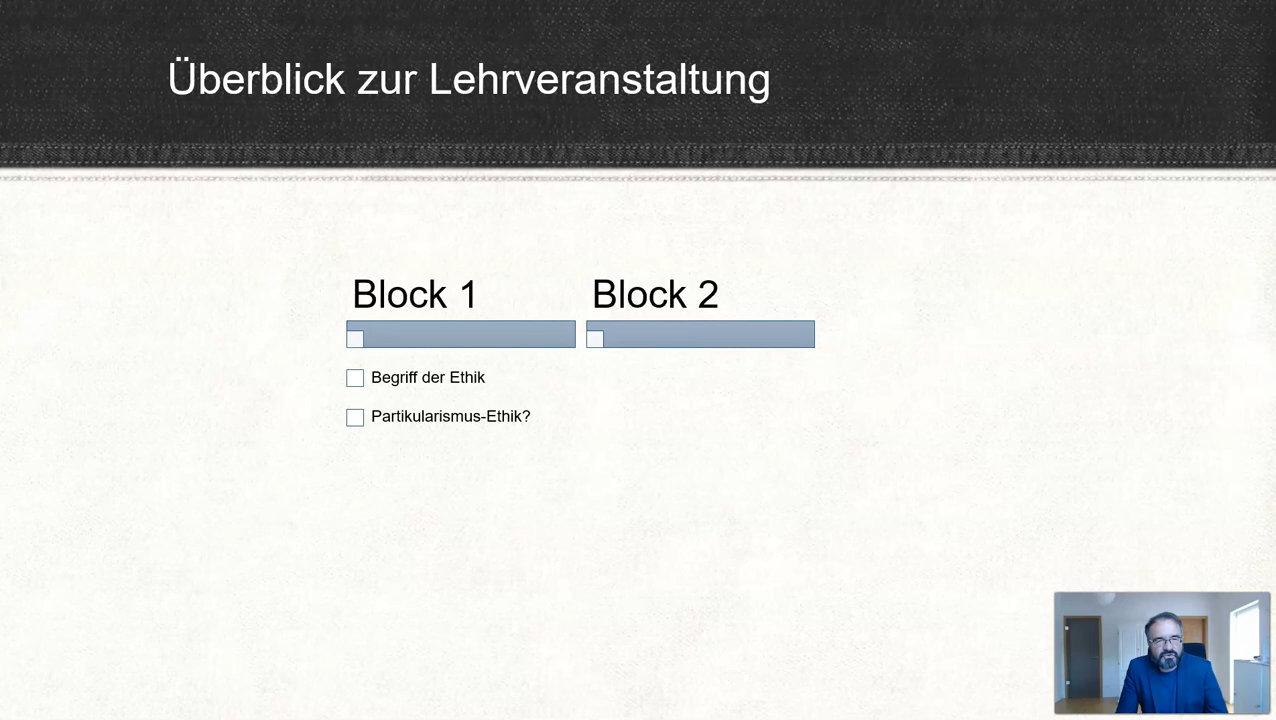 Überblick zur Lehrveranstaltung
Block 1
Block 2
Begriff der Ethik
Partikularismus-Ethik?